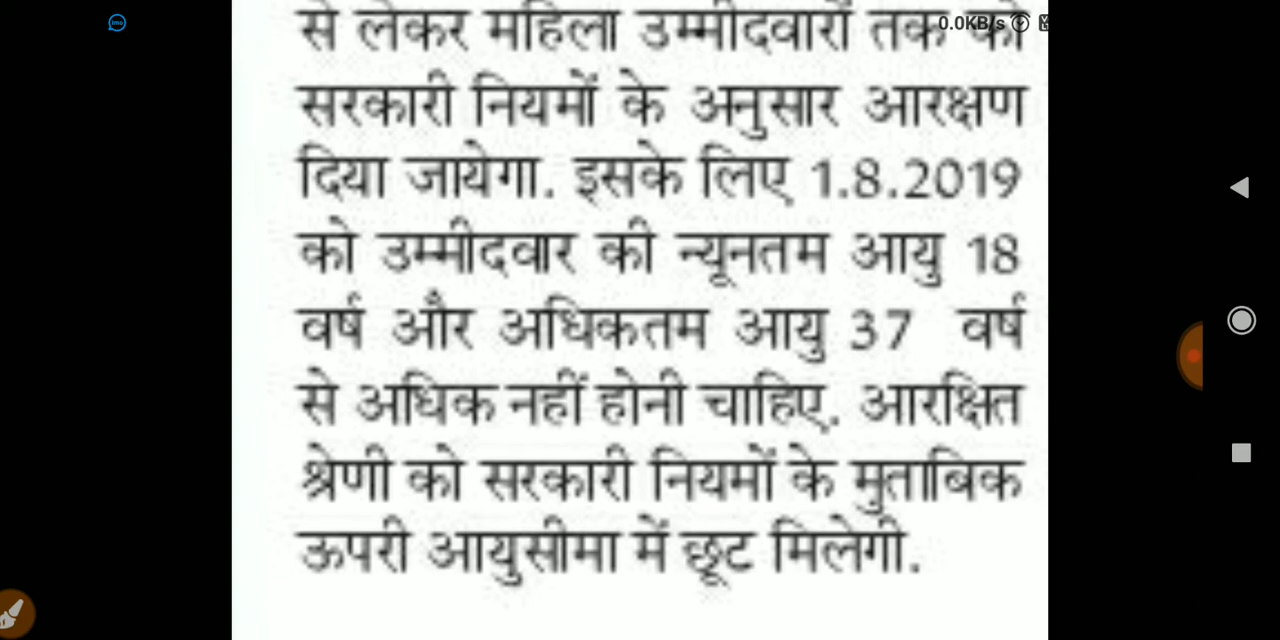 से लेकर महिला उम्मीदवारों तक को
0.0KB/s
सरकारी नियमों के अनुसार आरक्षण
दिया जायेगा. इसके लिए 1.8.2019
को उम्मीदवार की न्यूनतम आयु 18
वर्ष और अधिकतम आयु 37 वर्ष
से अधिक नहीं होनी चाहिए. आरक्षित
श्रेणी को सरकारी नियमों के मुताबिक
ऊपरी आयुसीमा में छूट मिलेगी.